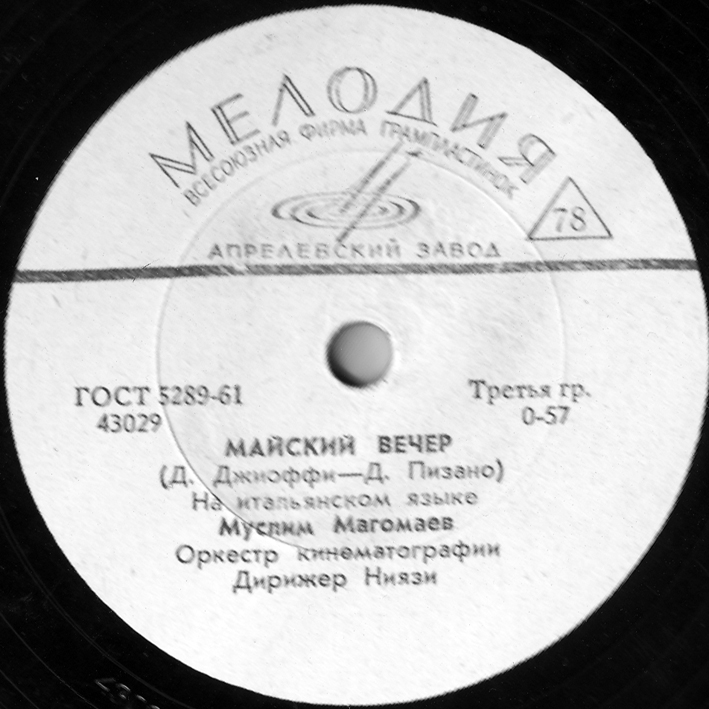 МЕЛОДИЯ
ВСЕСОЮЗНАЯ ФИРМА ГРАМПЛАСТИНОК
78
АПРЕЛЕВСКИЙ ЗАВОД
ГОСТ 5289-61
43029
Третья гр.
0-57
МАЙСКИЙ ВЕЧЕР
(Д. Джиоффи—Д. Пизано)
На итальянском языке
Муслим Магомаев
Оркестр кинематографии
Дирижер Ниязи